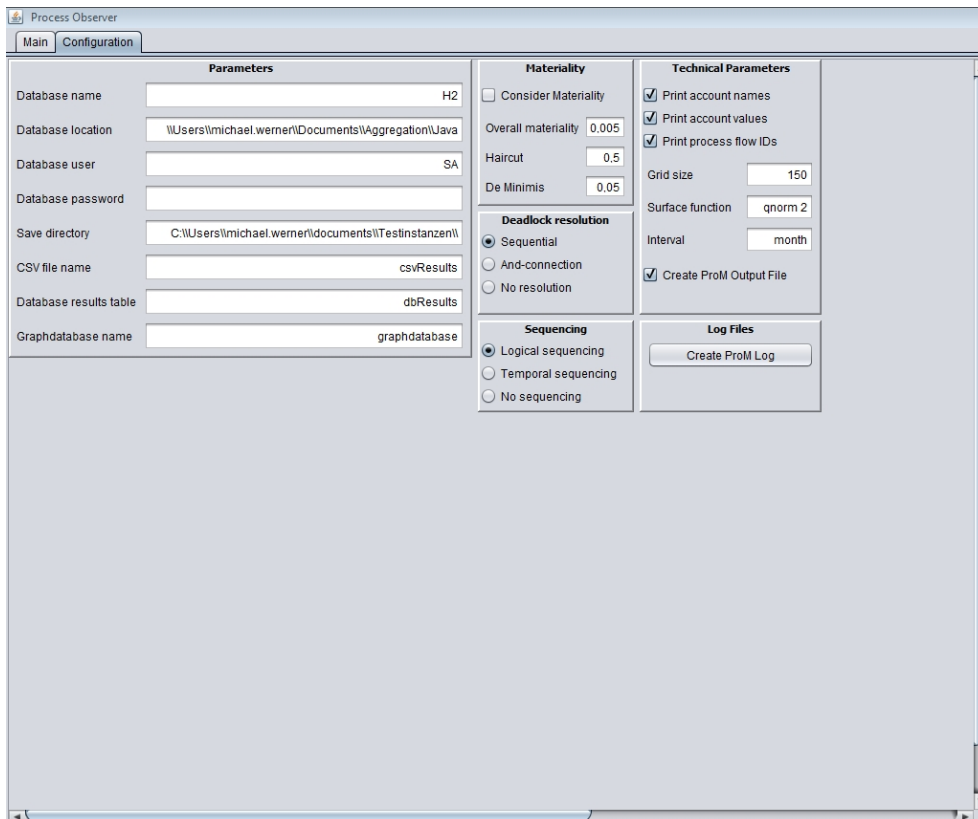 Process Observer
Main
Configuration
Parameters
Database name
H2
Database location
\\Users\\michael.werner\\Documents\\Aggregation\\Java
Database user
SA
Database password
Save directory
C:\\Users\\michael.werner\\documents\\Testinstanzen\\
CSV file name
csvResults
Database results table
dbResults
Graphdatabase name
graphdatabase
Materiality
Consider Materiality
Overall materiality
0.005
Haircut
0.5
De Minimis
0.05
Deadlock resolution
Sequential
And-connection
No resolution
Sequencing
Logical sequencing
Temporal sequencing
No sequencing
Technical Parameters
Print account names
Print account values
Print process flow IDs
Grid size
150
Surface function
qnorm 2
Interval
month
Create ProM Output File
Log Files
Create ProM Log